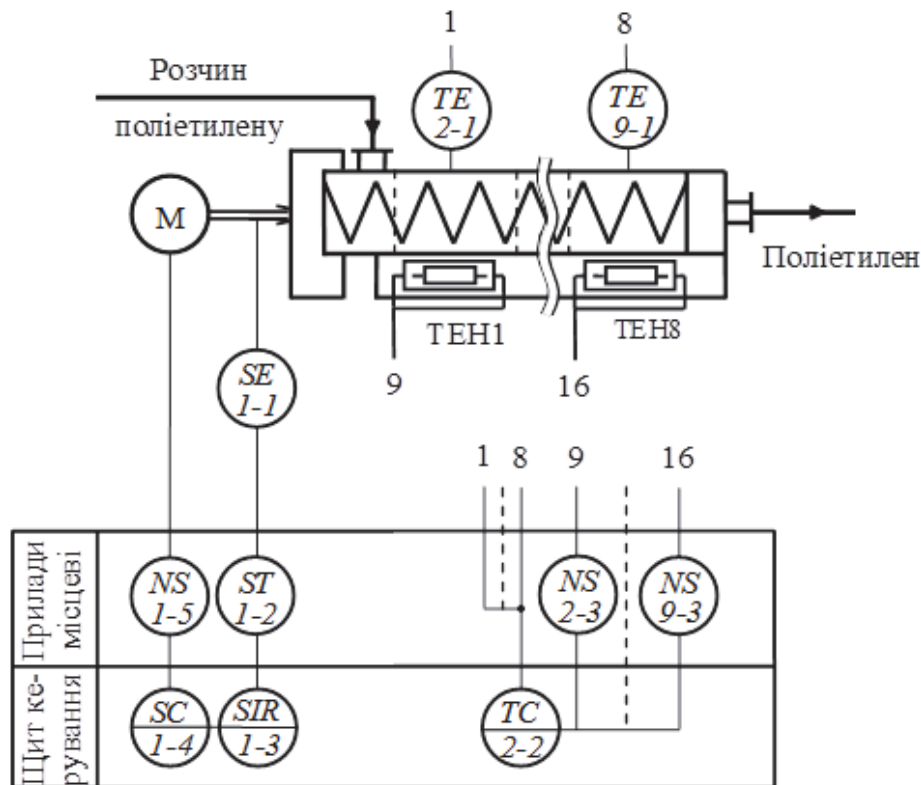 1
8
Розчин
поліетилену
TE
2-1
TE
9-1
М
Поліетилен
ТЕН1
ТЕН8
9
16
SE
1-1
1
8
9
16
Прилади
місцеві
NS
1-5
ST
1-2
NS
2-3
NS
9-3
Щит ке-
рування
SC
1-4
SIR
1-3
TC
2-2